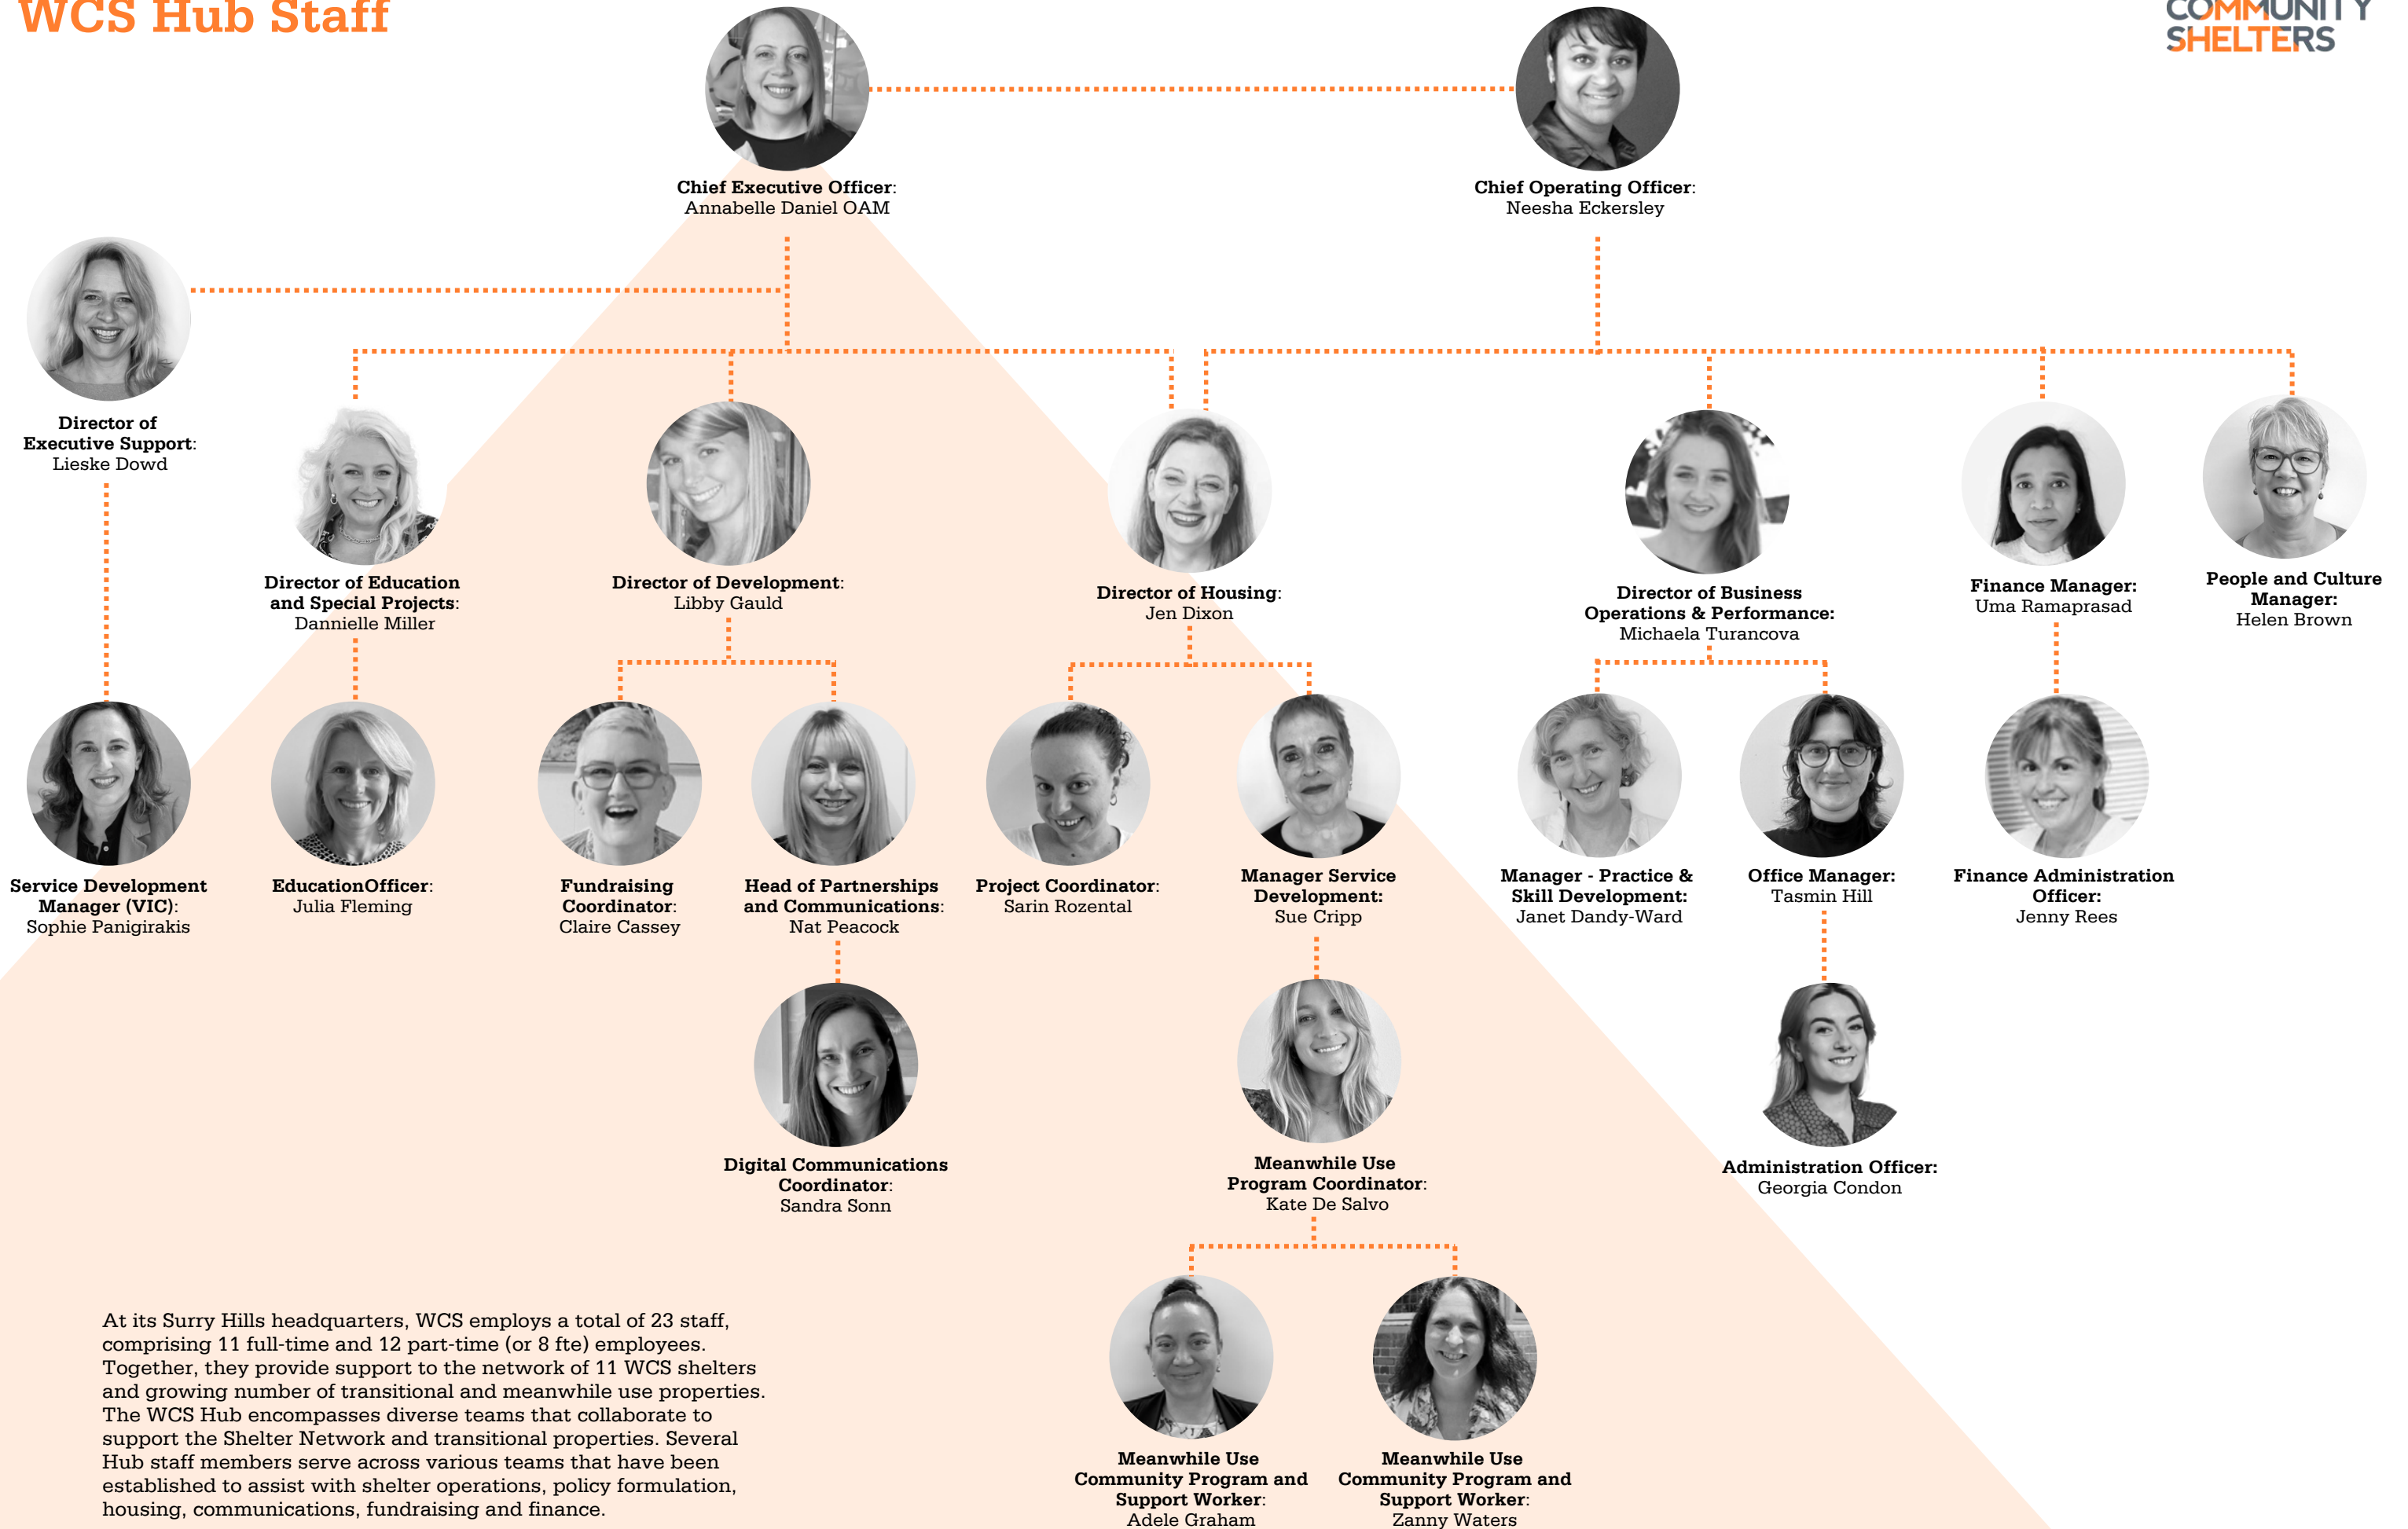 WCS Hub Staff
COMMUNITY
SHELTERS
Chief Executive Officer:
Annabelle Daniel OAM
Chief Operating Officer:
Neesha Eckersley
Director of
Executive Support:
Lieske Dowd
Director of Education
and Special Projects:
Dannielle Miller
Director of Development:
Libby Gauld
Director of Housing:
Jen Dixon
Director of Business
Operations & Performance:
Michaela Turancova
Finance Manager:
Uma Ramaprasad
People and Culture
Manager:
Helen Brown
Service Development
Manager (VIC):
Sophie Panigirakis
EducationOfficer:
Julia Fleming
Fundraising
Coordinator:
Claire Cassey
Head of Partnerships
and Communications:
Nat Peacock
Project Coordinator:
Sarin Rozental
Manager Service
Development:
Sue Cripp
Manager - Practice &
Skill Development:
Janet Dandy-Ward
Office Manager:
Tasmin Hill
Finance Administration
Officer:
Jenny Rees
Digital Communications
Coordinator:
Sandra Sonn
Meanwhile Use
Program Coordinator:
Kate De Salvo
Administration Officer:
Georgia Condon
At its Surry Hills headquarters, WCS employs a total of 23 staff,
comprising 11 full-time and 12 part-time (or 8 fte) employees.
Together, they provide support to the network of 11 WCS shelters
and growing number of transitional and meanwhile use properties.
The WCS Hub encompasses diverse teams that collaborate to
support the Shelter Network and transitional properties. Several
Hub staff members serve across various teams that have been
established to assist with shelter operations, policy formulation,
housing, communications, fundraising and finance.
Meanwhile Use
Community Program and
Support Worker:
Adele Graham
Meanwhile Use
Community Program and
Support Worker:
Zanny Waters